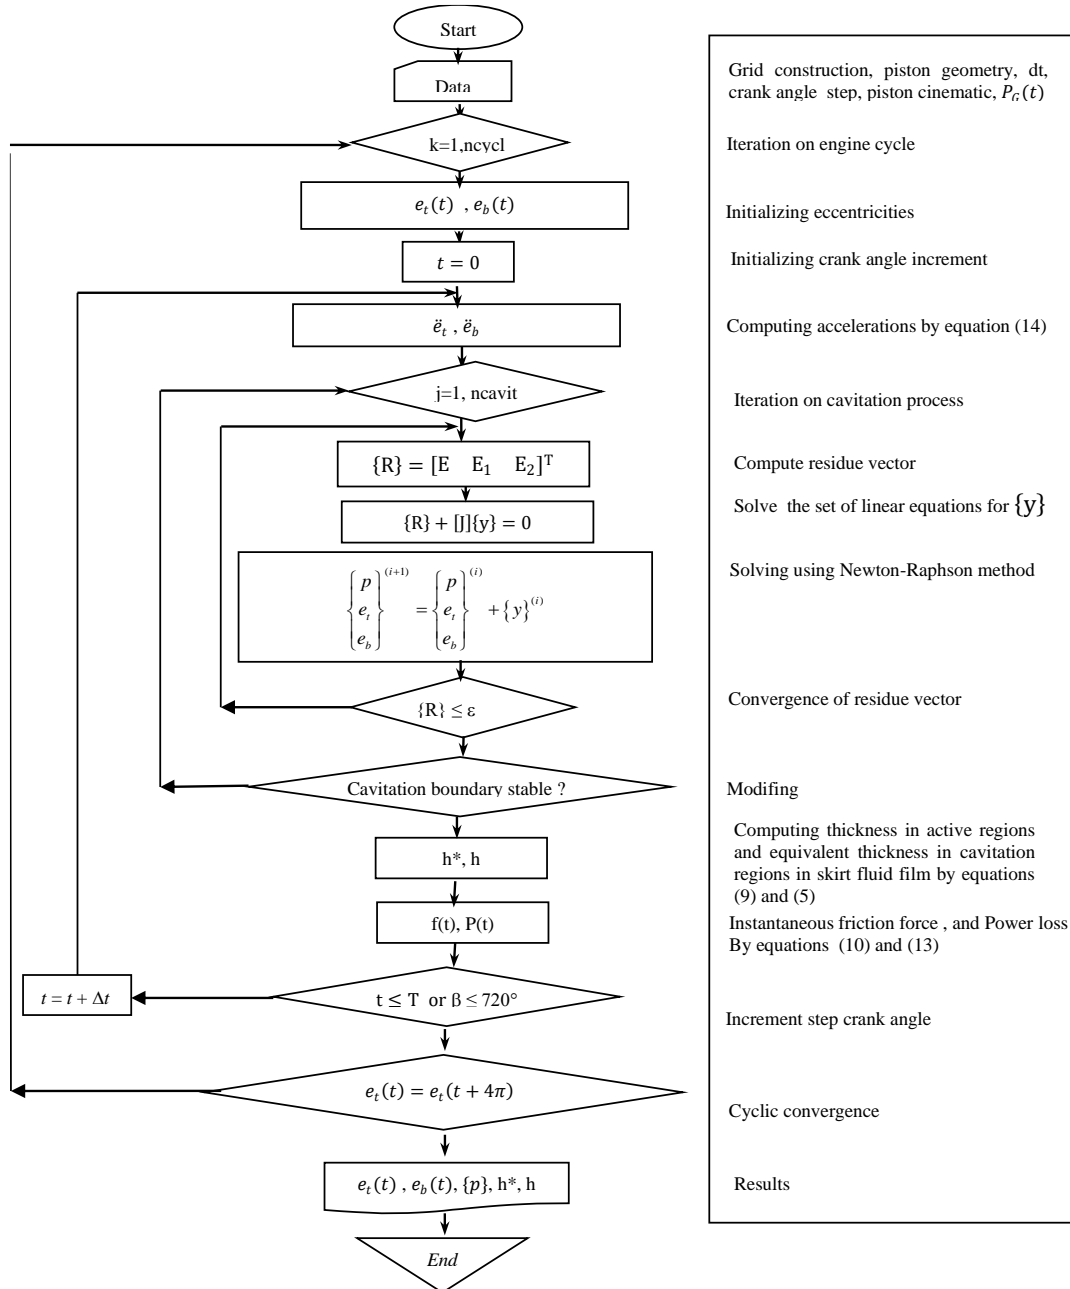 Start
Data
k=1,ncycl
e_t(t) , e_b(t)
t = 0
ë_t , ë_b
j=1, ncavit
{R} = [E E₁ E₂]ᵀ
{R} + [J]{y} = 0
{p e_t e_b}^(i+1) = {p e_t e_b}^(i) + {y}^(i)
{R} ≤ ε
Cavitation boundary stable ?
h*, h
f(t), P(t)
t = t + Δt
t ≤ T or β ≤ 720°
e_t(t) = e_t(t + 4π)
e_t(t) , e_b(t), {p}, h*, h
End
Grid construction, piston geometry, dt,
crank angle step, piston cinematic, P_G(t)
Iteration on engine cycle
Initializing eccentricities
Initializing crank angle increment
Computing accelerations by equation (14)
Iteration on cavitation process
Compute residue vector
Solve the set of linear equations for {y}
Solving using Newton-Raphson method
Convergence of residue vector
Modifing
Computing thickness in active regions
and equivalent thickness in cavitation
regions in skirt fluid film by equations
(9) and (5)
Instantaneous friction force , and Power loss
By equations (10) and (13)
Increment step crank angle
Cyclic convergence
Results